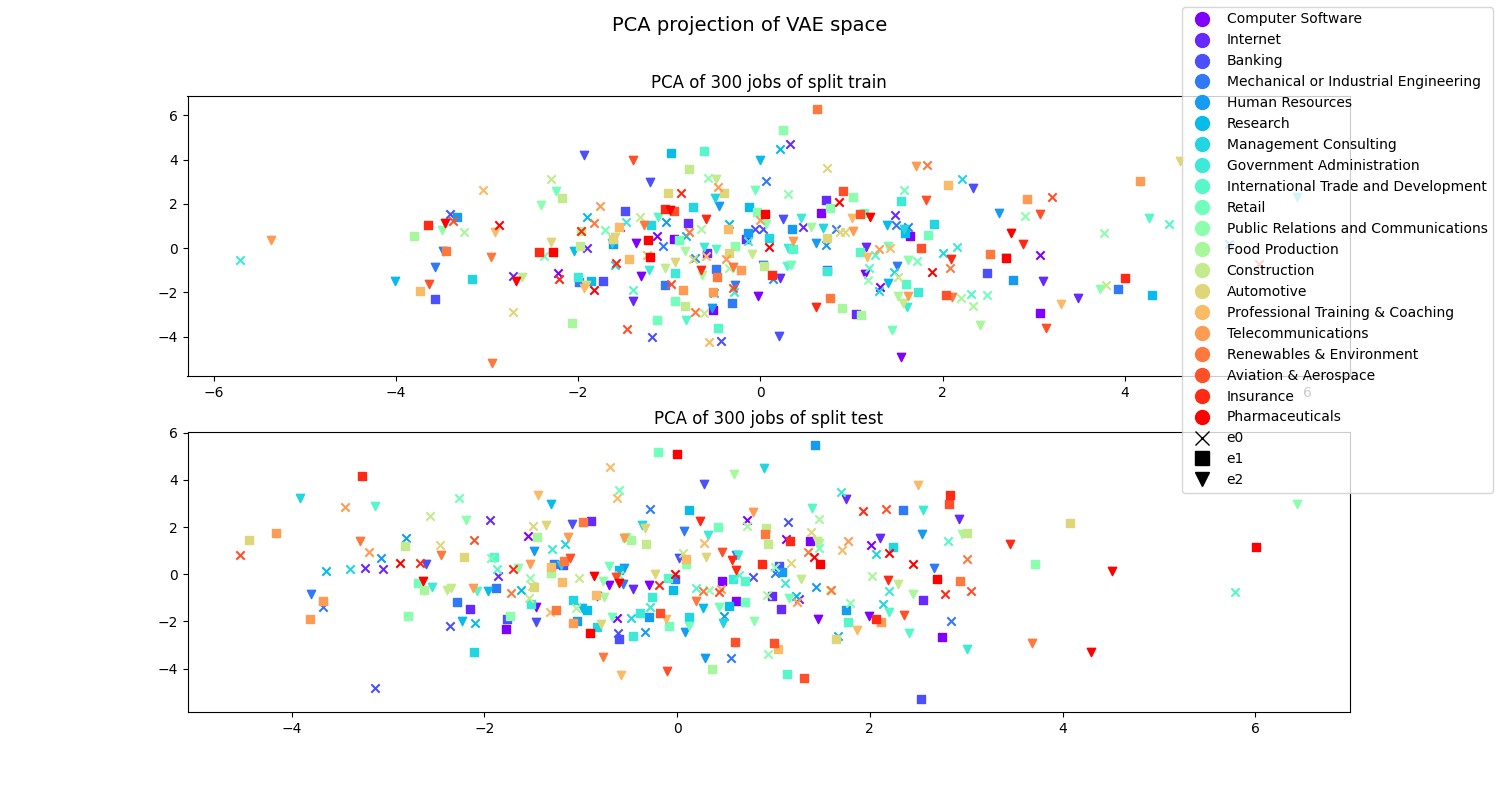 PCA projection of VAE space
PCA of 300 jobs of split train
6
4
2
0
−2
−4
−6
−4
−2
0
2
4
6
PCA of 300 jobs of split test
6
4
2
0
−2
−4
−4
−2
0
2
4
6
Computer Software
Internet
Banking
Mechanical or Industrial Engineering
Human Resources
Research
Management Consulting
Government Administration
International Trade and Development
Retail
Public Relations and Communications
Food Production
Construction
Automotive
Professional Training & Coaching
Telecommunications
Renewables & Environment
Aviation & Aerospace
Insurance
Pharmaceuticals
e0
e1
e2